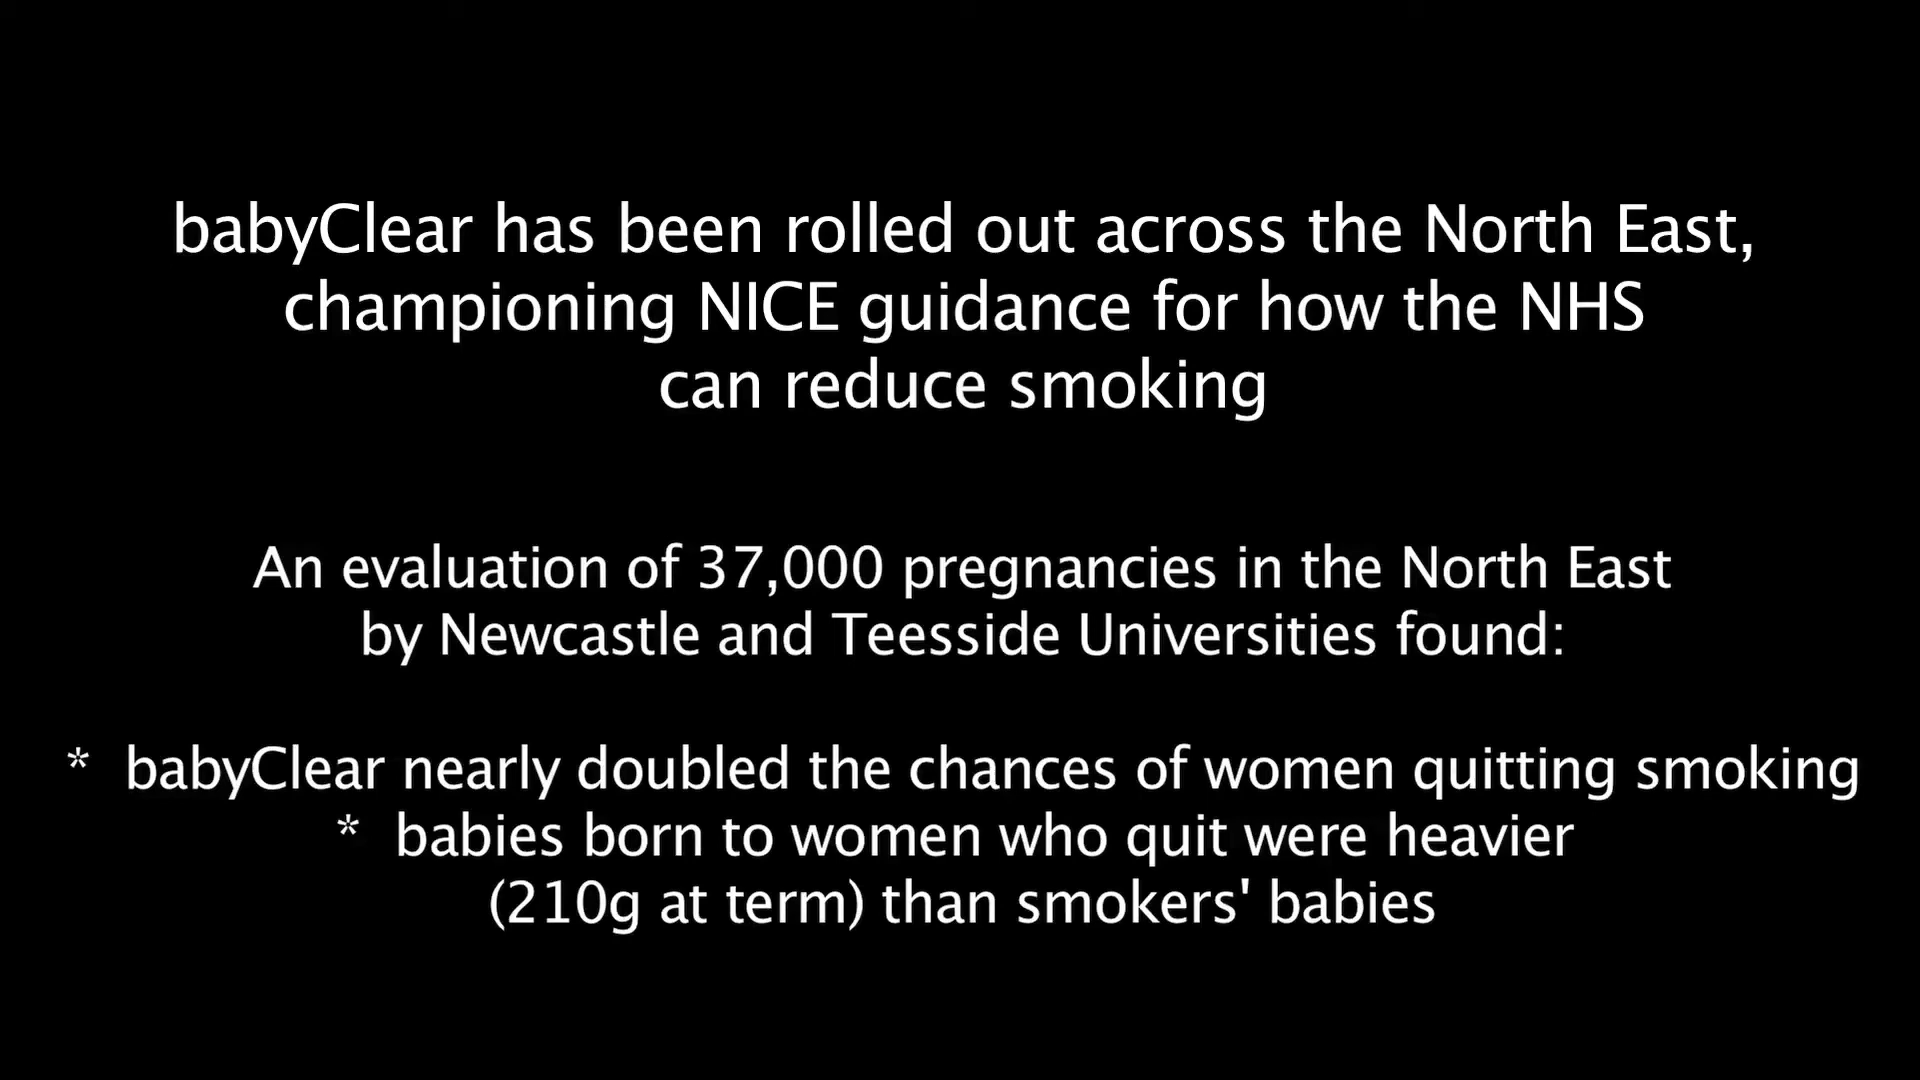 babyClear has been rolled out across the North East,
championing NICE guidance for how the NHS
can reduce smoking
An evaluation of 37,000 pregnancies in the North East
by Newcastle and Teesside Universities found:
* babyClear nearly doubled the chances of women quitting smoking
* babies born to women who quit were heavier
(210g at term) than smokers' babies